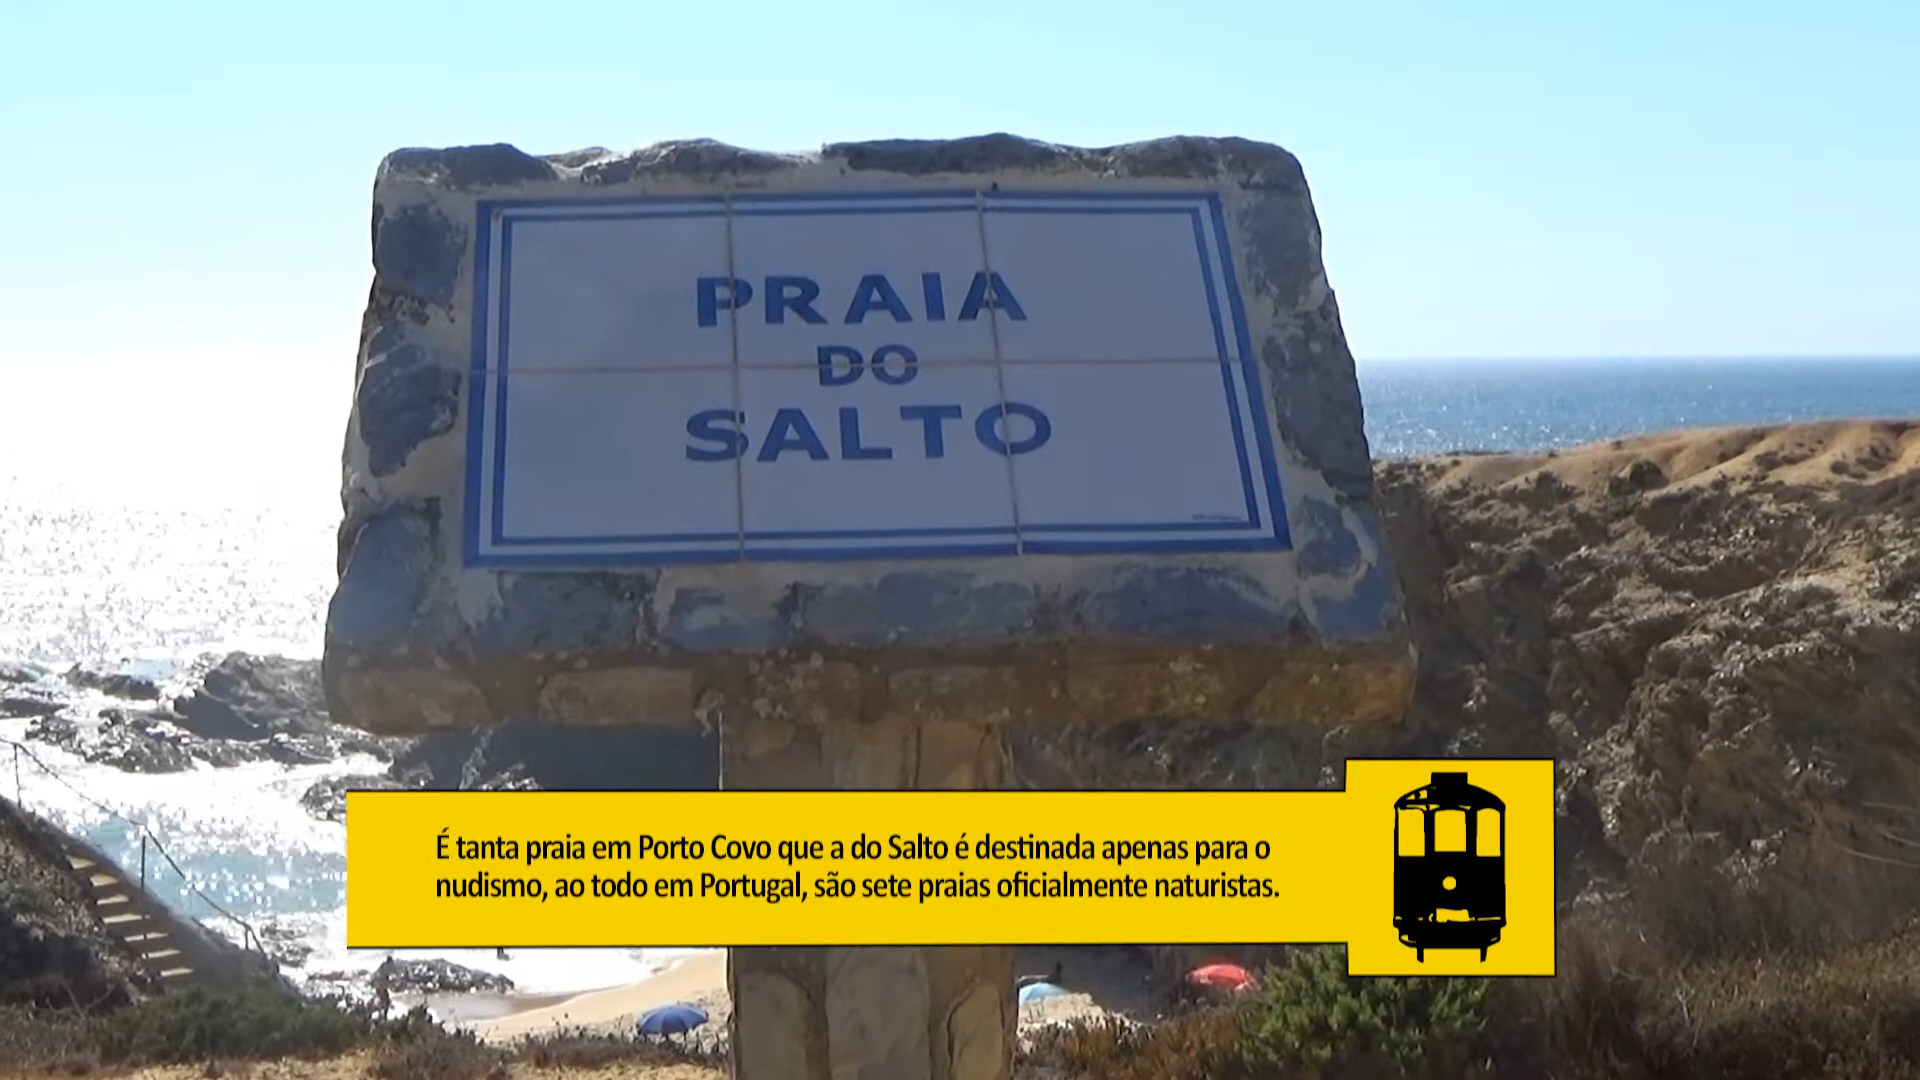 PRAIA
DO
SALTO
É tanta praia em Porto Covo que a do Salto é destinada apenas para o
nudismo, ao todo em Portugal, são sete praias oficialmente naturistas.